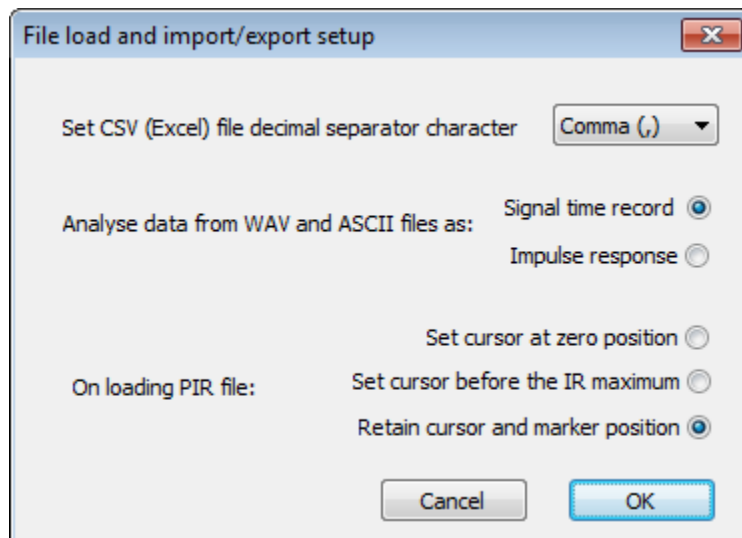 File load and import/export setup
Set CSV (Excel) file decimal separator character Comma (,)
Signal time record
Analyse data from WAV and ASCII files as:
Impulse response
Set cursor at zero position
On loading PIR file: Set cursor before the IR maximum
Retain cursor and marker position
Cancel OK